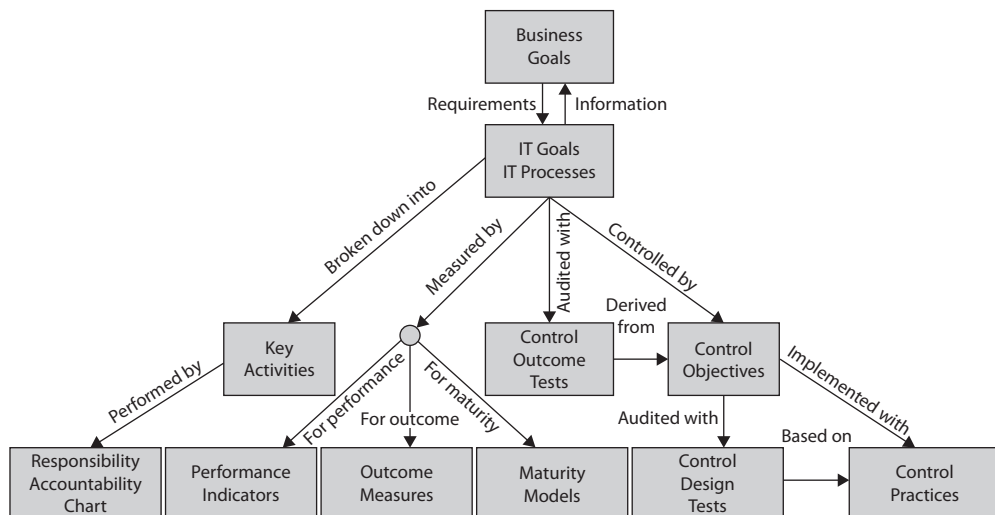 Business
Goals
Requirements
Information
IT Goals
IT Processes
Broken down into
Measured by
Audited with
Controlled by
Key
Activities
Control
Outcome
Tests
Derived
from
Control
Objectives
Performed by
For performance
For outcome
For maturity
Audited with
Implemented with
Based on
Responsibility
Accountability
Chart
Performance
Indicators
Outcome
Measures
Maturity
Models
Control
Design
Tests
Control
Practices